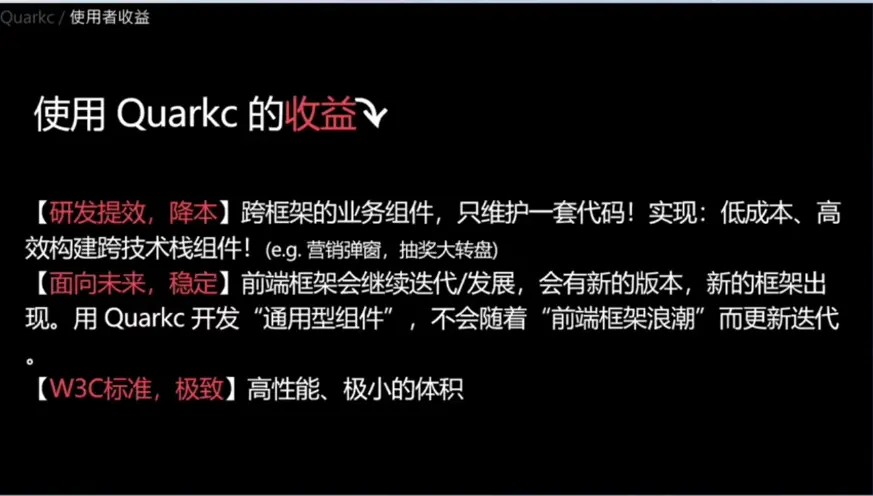 Quarkc / 使用者收益
使用 Quarkc 的收益
【研发提效，降本】跨框架的业务组件，只维护一套代码！实现：低成本、高
效构建跨技术栈组件！(e.g. 营销弹窗，抽奖大转盘)
【面向未来，稳定】前端框架会继续迭代/发展，会有新的版本，新的框架出
现。用 Quarkc 开发“通用型组件”，不会随着“前端框架浪潮”而更新迭代
。
【W3C标准，极致】高性能、极小的体积